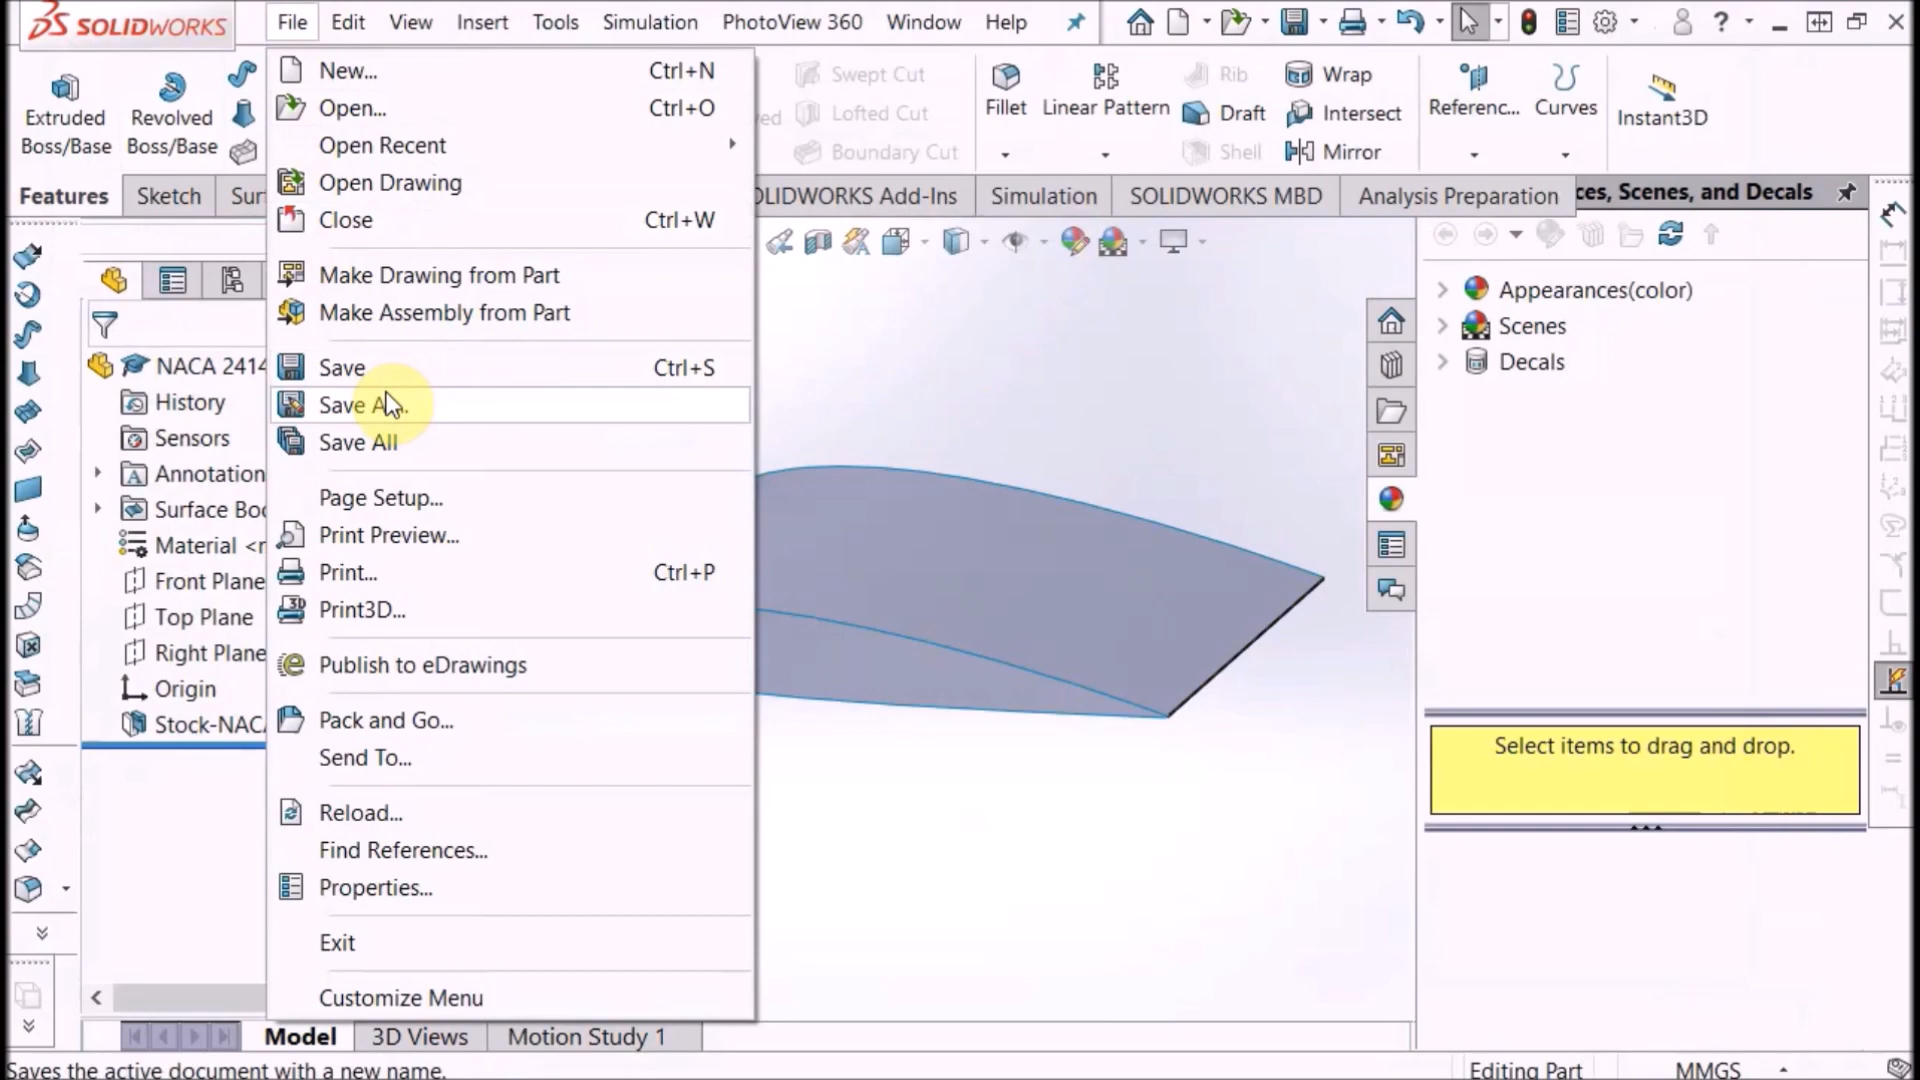 SOLIDWORKS
File Edit View Insert Tools Simulation PhotoView 360 Window Help
Extruded Boss/Base
Revolved Boss/Base
Swept Cut
Lofted Cut
Boundary Cut
Fillet
Linear Pattern
Rib
Draft
Shell
Wrap
Intersect
Mirror
Referenc...
Curves
Instant3D
Features Sketch Sur OLIDWORKS Add-Ins Simulation SOLIDWORKS MBD Analysis Preparation
ces, Scenes, and Decals
New... Ctrl+N
Open... Ctrl+O
Open Recent
Open Drawing
Close Ctrl+W
Make Drawing from Part
Make Assembly from Part
Save Ctrl+S
Save A
Save All
Page Setup...
Print Preview...
Print... Ctrl+P
Print3D...
Publish to eDrawings
Pack and Go...
Send To...
Reload...
Find References...
Properties...
Exit
Customize Menu
NACA 2414
History
Sensors
Annotation
Surface Bo
Material <r
Front Plane
Top Plane
Right Plane
Origin
Stock-NACA
Appearances(color)
Scenes
Decals
Select items to drag and drop.
Model 3D Views Motion Study 1
Saves the active document with a new name.
Editing Part MMGS